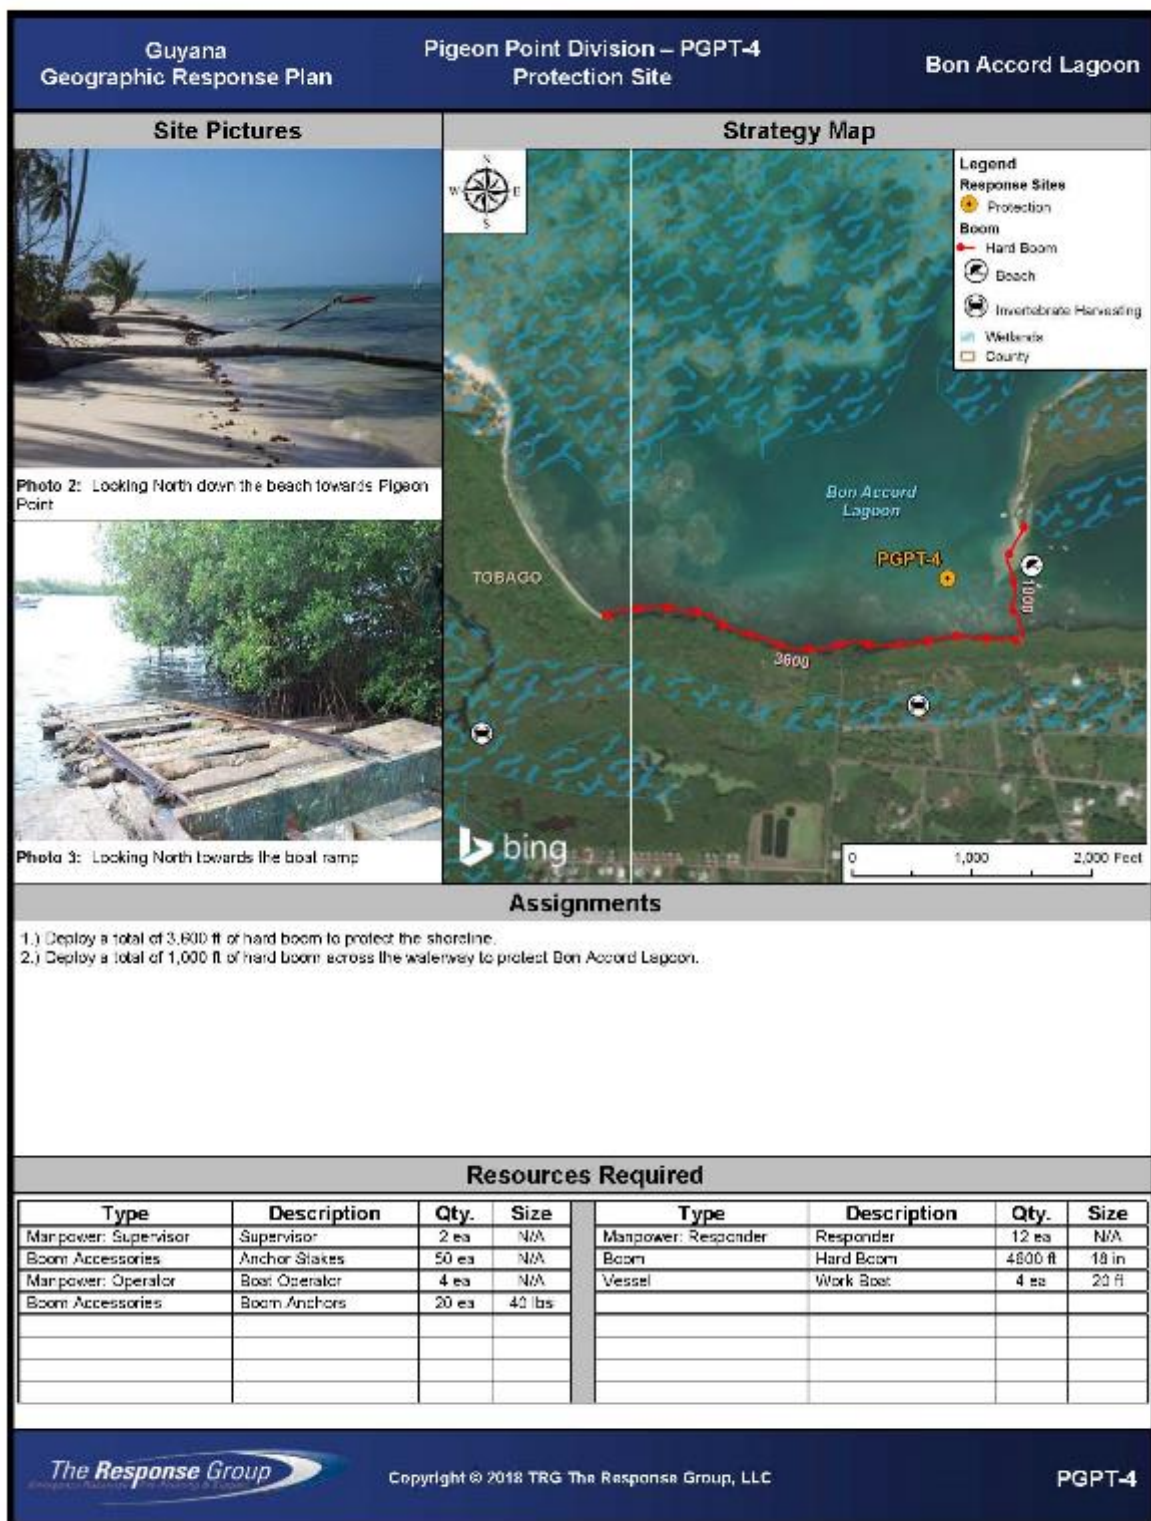 Guyana
Geographic Response Plan
Pigeon Point Division – PGPT-4
Protection Site
Bon Accord Lagoon
Site Pictures
Strategy Map
Photo 2: Looking North down the beach towards Pigeon
Point
Photo 3: Looking North towards the boat ramp
N
W E
S
Legend
Response Sites
Protection
Boom
Hard Boom
Beach
Invertebrate Harvesting
Wetlands
County
Bon Accord
Lagoon
PGPT-4
TOBAGO
1000
3600
bing
0 1,000 2,000 Feet
Assignments
1.) Deploy a total of 3,600 ft of hard boom to protect the shoreline.
2.) Deploy a total of 1,000 ft of hard boom across the waterway to protect Bon Accord Lagoon.
Resources Required
Type Description Qty. Size Type Description Qty. Size
Manpower: Supervisor Supervisor 2 ea N/A Manpower: Responder Responder 12 ea N/A
Boom Accessories Anchor Stakes 50 ea N/A Boom Hard Boom 4600 ft 18 in
Manpower: Operator Boat Operator 4 ea N/A Vessel Work Boat 4 ea 20 ft
Boom Accessories Boom Anchors 20 ea 40 lbs
The Response Group
Copyright © 2018 TRG The Response Group, LLC
PGPT-4